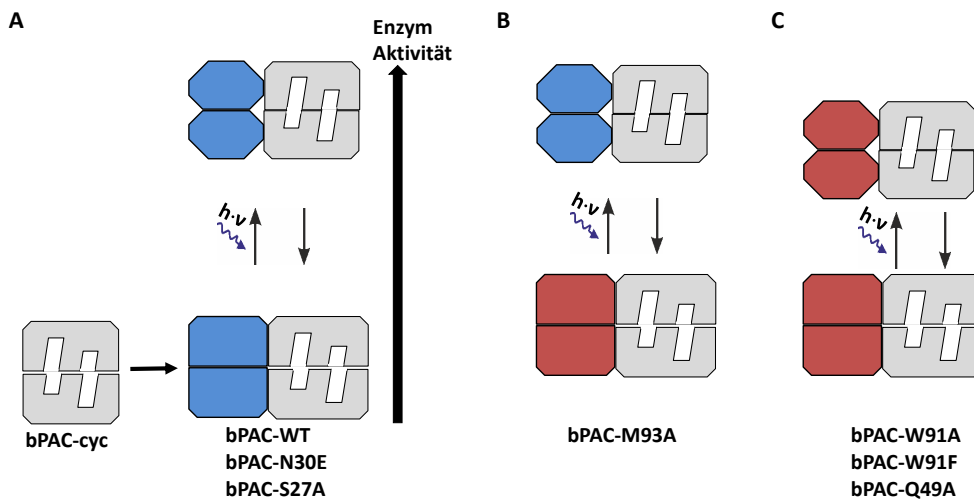 A
Enzym
Aktivität
B
C
h·ν
h·ν
h·ν
bPAC-cyc
bPAC-WT
bPAC-N30E
bPAC-S27A
bPAC-M93A
bPAC-W91A
bPAC-W91F
bPAC-Q49A